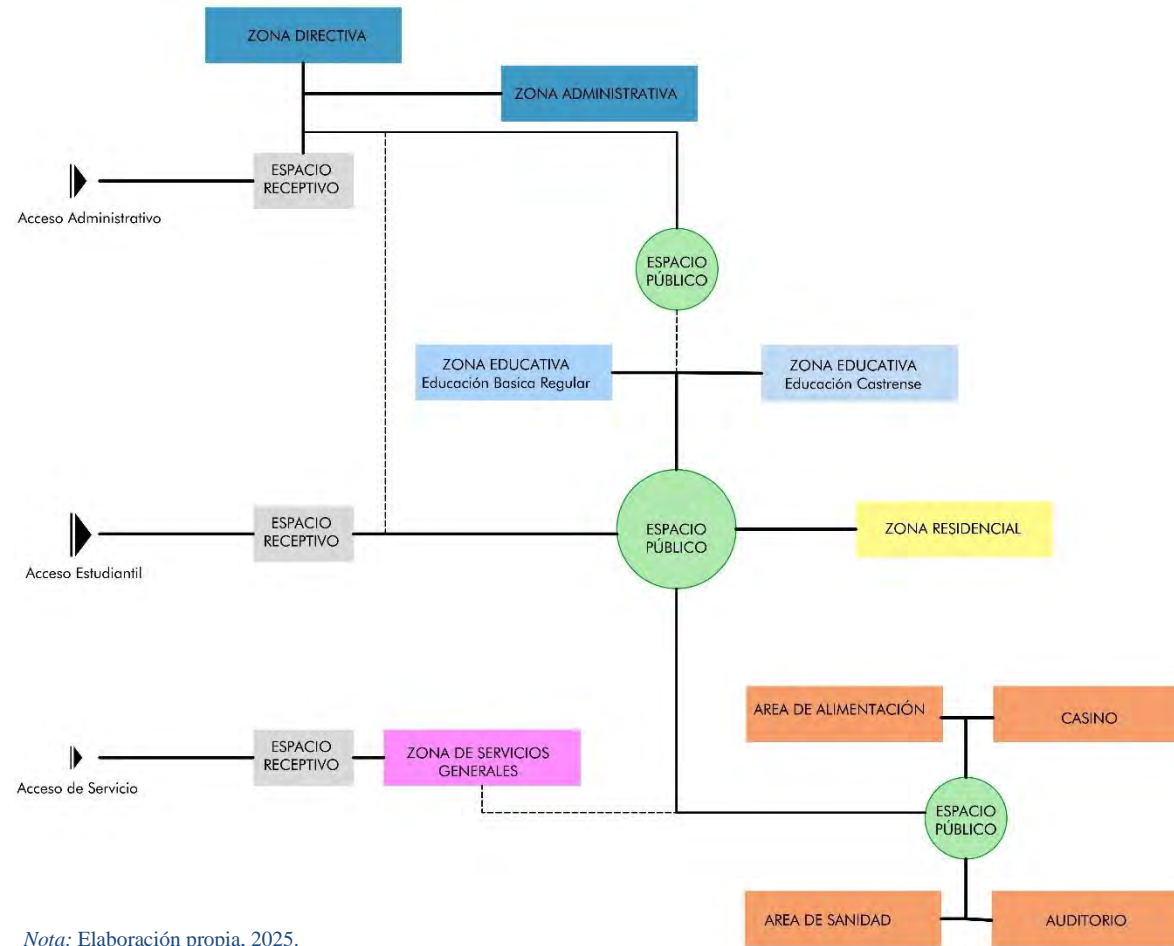 ZONA DIRECTIVA
ZONA ADMINISTRATIVA
ESPACIO
RECEPTIVO
Acceso Administrativo
ESPACIO
PÚBLICO
ZONA EDUCATIVA
Educación Basica Regular
ZONA EDUCATIVA
Educación Castrense
ESPACIO
RECEPTIVO
Acceso Estudiantil
ESPACIO
PÚBLICO
ZONA RESIDENCIAL
AREA DE ALIMENTACIÓN
CASINO
ESPACIO
RECEPTIVO
ZONA DE SERVICIOS
GENERALES
Acceso de Servicio
ESPACIO
PÚBLICO
AREA DE SANIDAD
AUDITORIO
Nota: Elaboración propia, 2025.